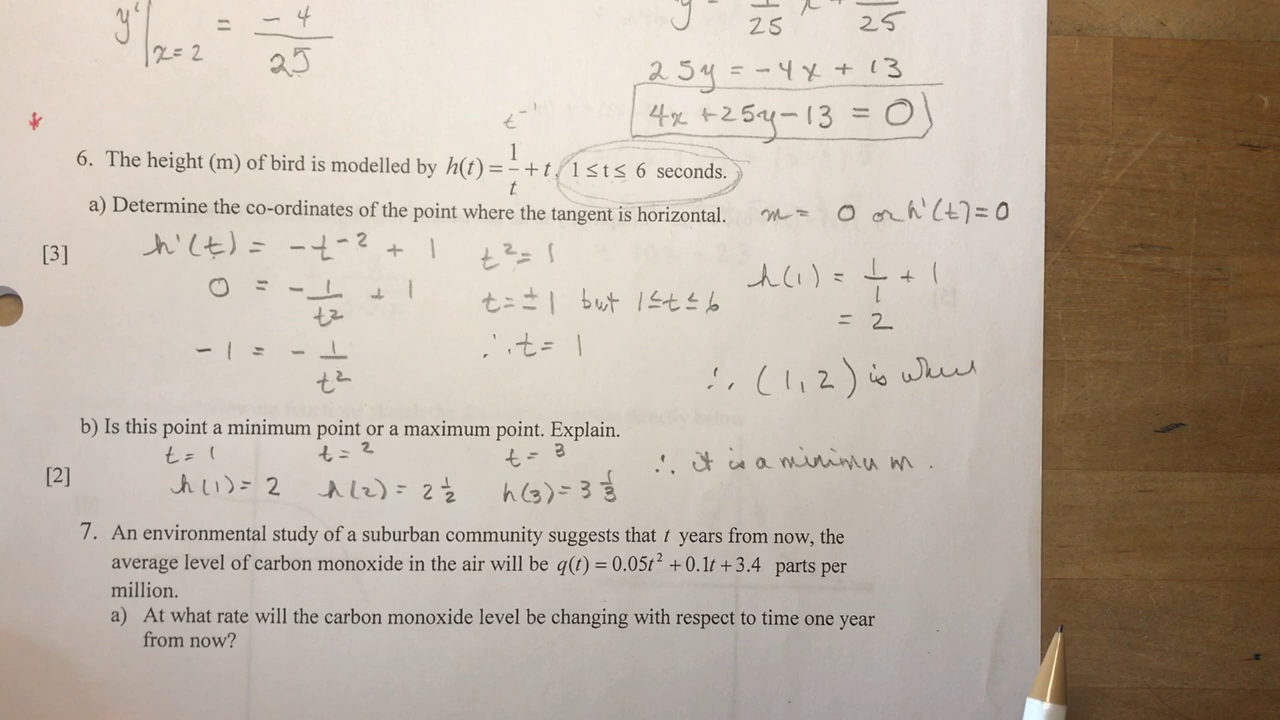 y'|x=2 = -4/25
y = 1/25 x + /25
25y = -4x + 13
4x + 25y - 13 = 0
t⁻¹
*
6. The height (m) of bird is modelled by h(t) = 1/t + t, 1 ≤ t ≤ 6 seconds.
a) Determine the co-ordinates of the point where the tangent is horizontal. m = 0 or h'(t) = 0
[3]
h'(t) = -t⁻² + 1
0 = -1/t² + 1
-1 = -1/t²
t² = 1
t = ±1 but 1 ≤ t ≤ 6
∴ t = 1
h(1) = 1/1 + 1
= 2
∴ (1, 2) is where
b) Is this point a minimum point or a maximum point. Explain.
[2]
t = 1 t = 2 t = 3
h(1) = 2 h(2) = 2 1/2 h(3) = 3 1/3
∴ it is a minimum.
7. An environmental study of a suburban community suggests that t years from now, the
average level of carbon monoxide in the air will be q(t) = 0.05t² + 0.1t + 3.4 parts per
million.
a) At what rate will the carbon monoxide level be changing with respect to time one year
from now?